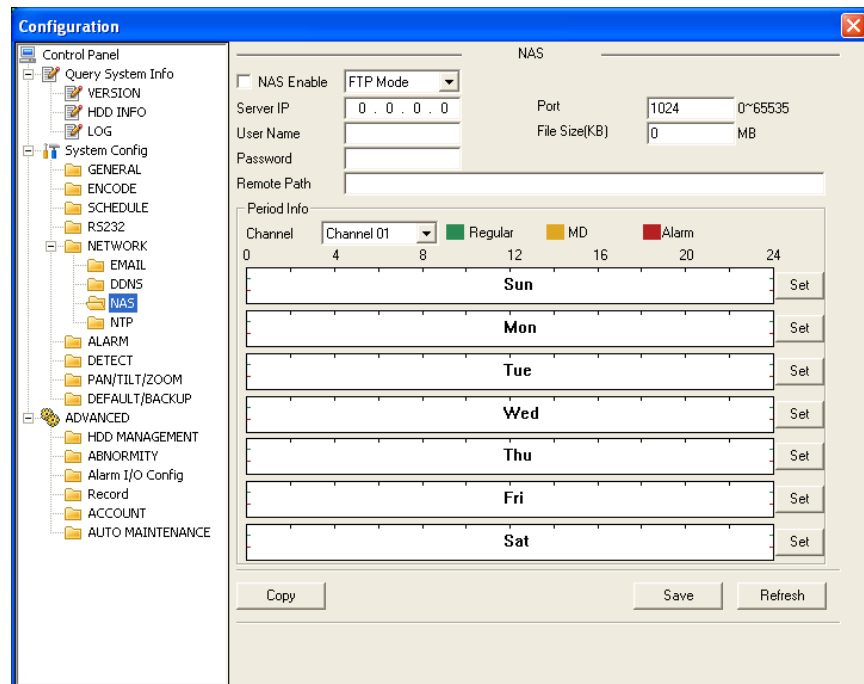 Configuration
Control Panel
Query System Info
VERSION
HDD INFO
LOG
System Config
GENERAL
ENCODE
SCHEDULE
RS232
NETWORK
EMAIL
DDNS
NAS
NTP
ALARM
DETECT
PAN/TILT/ZOOM
DEFAULT/BACKUP
ADVANCED
HDD MANAGEMENT
ABNORMITY
Alarm I/O Config
Record
ACCOUNT
AUTO MAINTENANCE
NAS
NAS Enable FTP Mode
Server IP 0 . 0 . 0 . 0 Port 1024 0~65535
User Name File Size(KB) 0 MB
Password
Remote Path
Period Info
Channel Channel 01 Regular MD Alarm
0 4 8 12 16 20 24
Sun Set
Mon Set
Tue Set
Wed Set
Thu Set
Fri Set
Sat Set
Copy Save Refresh